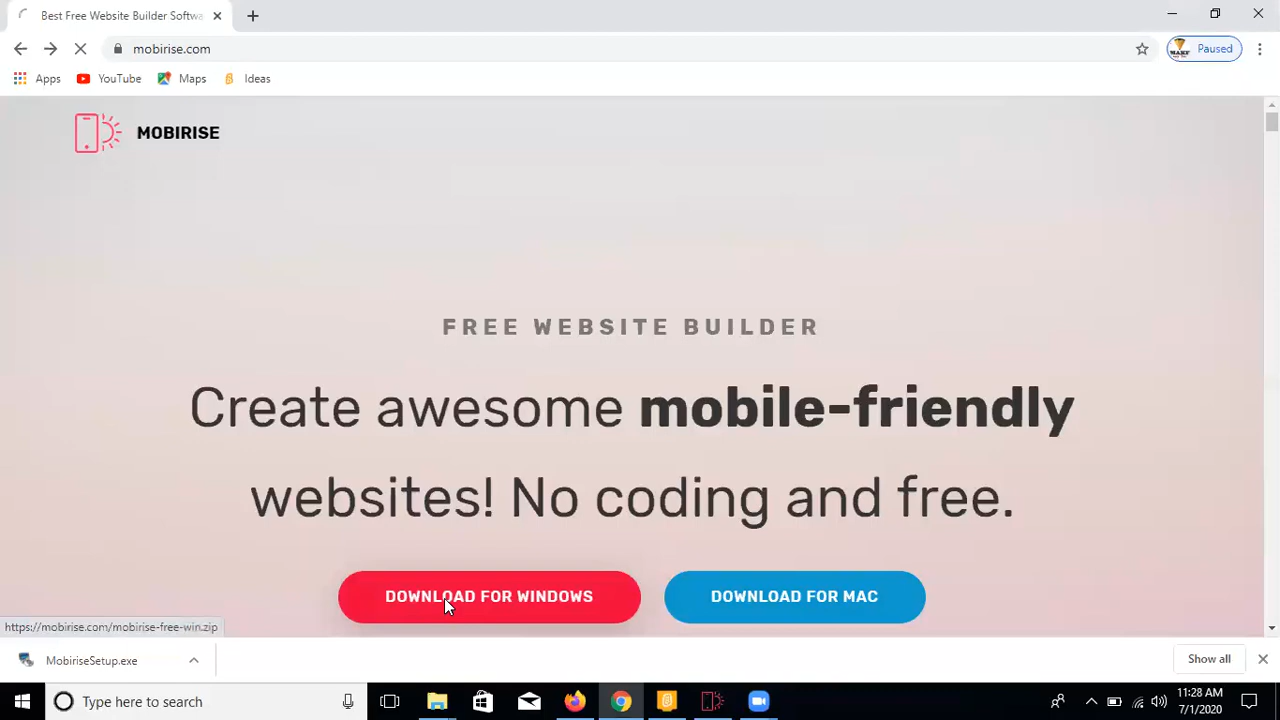 Best Free Website Builder Softwa
mobirise.com
Paused
Apps
YouTube
Maps
Ideas
MOBIRISE
FREE WEBSITE BUILDER
Create awesome mobile-friendly
websites! No coding and free.
DOWNLOAD FOR WINDOWS
DOWNLOAD FOR MAC
https://mobirise.com/mobirise-free-win.zip
MobiriseSetup.exe
Show all
Type here to search
11:28 AM
7/1/2020